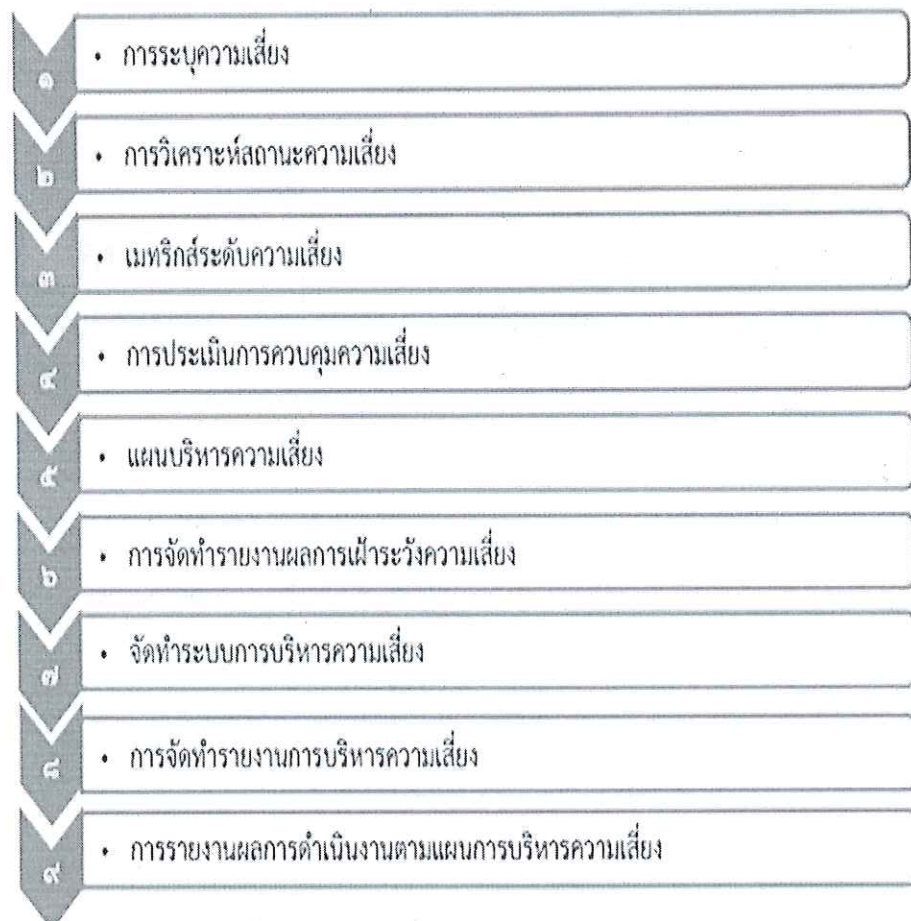 ๑ • การระบุความเสี่ยง
๒ • การวิเคราะห์สถานะความเสี่ยง
๓ • เมทริกส์ระดับความเสี่ยง
๔ • การประเมินการควบคุมความเสี่ยง
๕ • แผนบริหารความเสี่ยง
๖ • การจัดทำรายงานผลการเฝ้าระวังความเสี่ยง
๗ • จัดทำระบบการบริหารความเสี่ยง
๘ • การจัดทำรายงานการบริหารความเสี่ยง
๙ • การรายงานผลการดำเนินงานตามแผนการบริหารความเสี่ยง